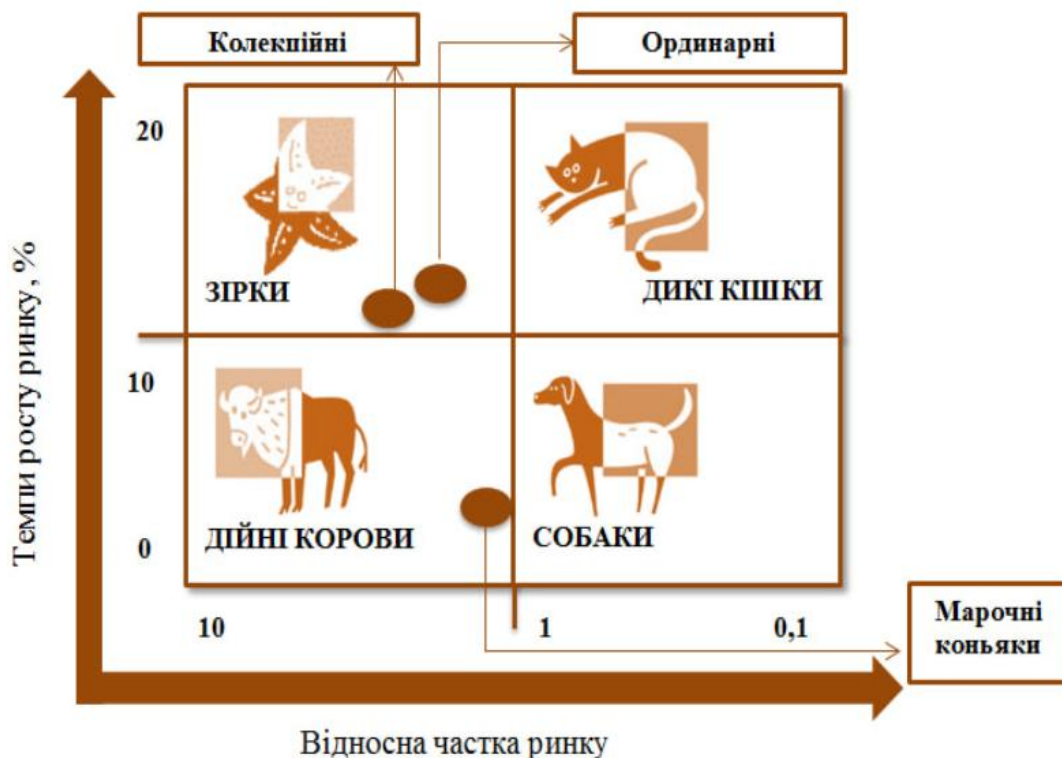 Колекпійні
Ординарні
20
ЗІРКИ
ДИКІ КІШКИ
Темпи росту ринку, %
10
ДІЙНІ КОРОВИ
СОБАКИ
0
10
1
0,1
Марочні
коньяки
Відносна частка ринку